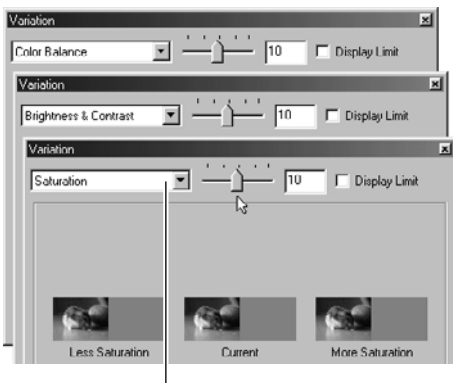 Variation
Color Balance 10 Display Limit
Variation
Brightness & Contrast 10 Display Limit
Variation
Saturation 10 Display Limit
Less Saturation Current More Saturation